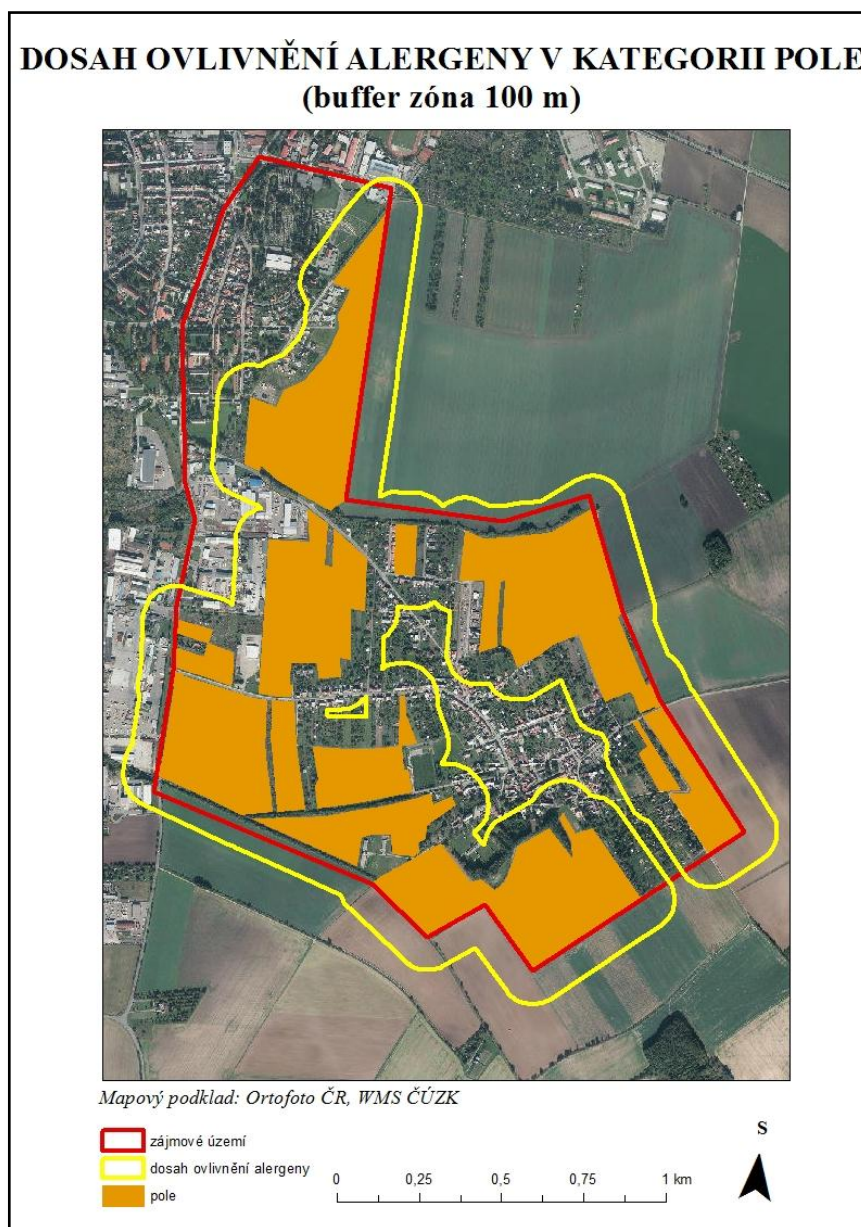 DOSAH OVLIVNĚNÍ ALERGENY V KATEGORII POLE
(buffer zóna 100 m)
Mapový podklad: Ortofoto ČR, WMS ČÚZK
zájmové území
dosah ovlivnění alergeny
pole
0 0,25 0,5 0,75 1 km
S